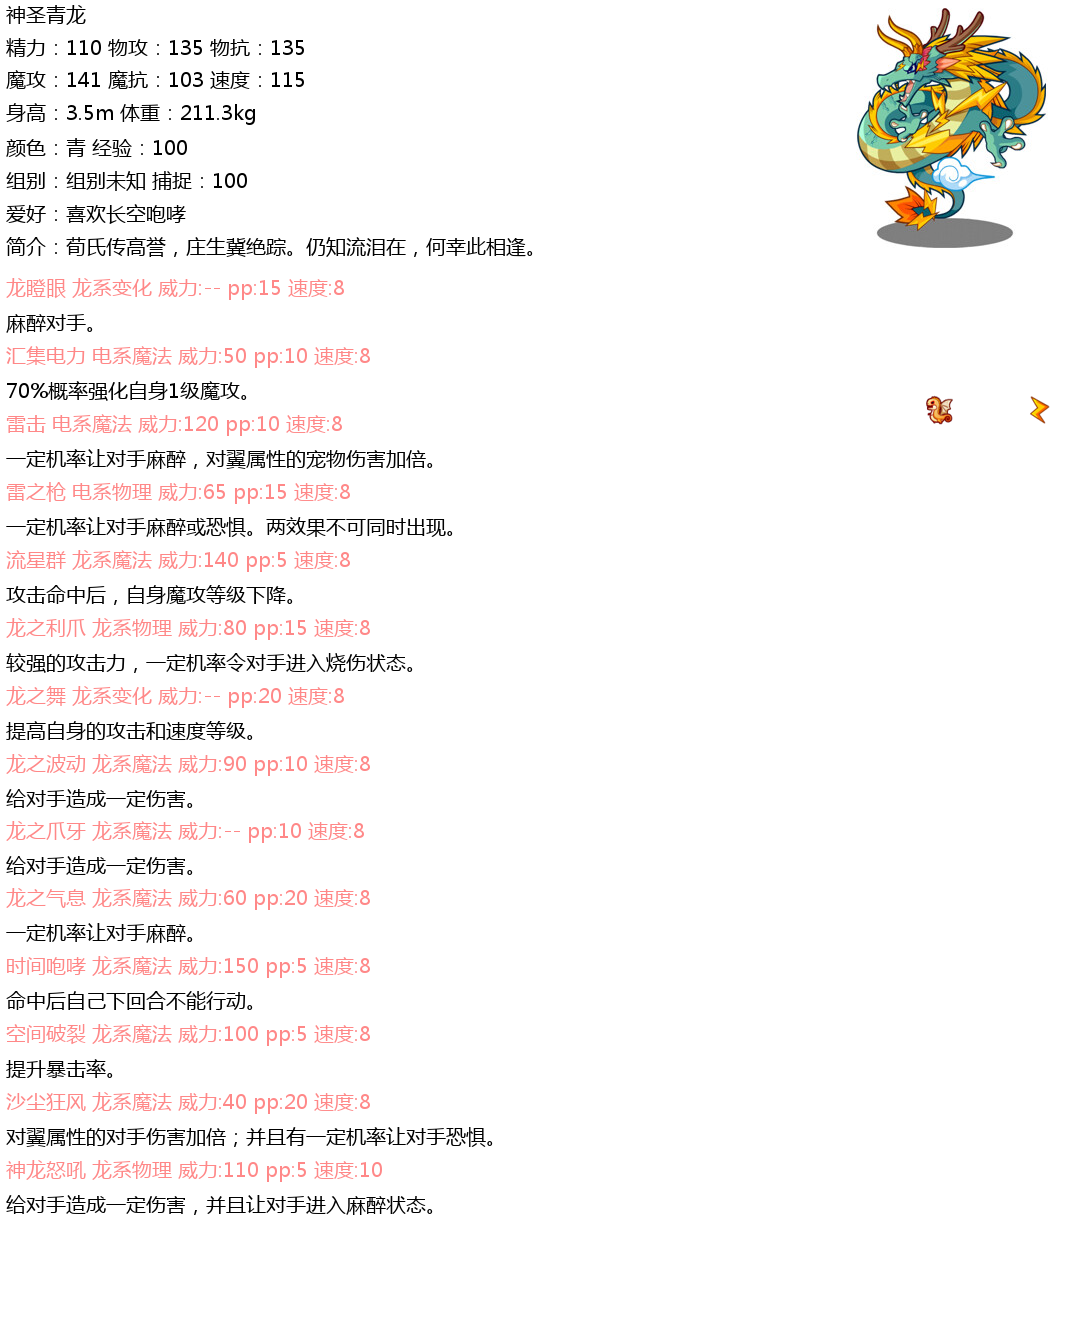 神圣青龙
精力：110 物攻：135 物抗：135
魔攻：141 魔抗：103 速度：115
身高：3.5m 体重：211.3kg
颜色：青 经验：100
组别：组别未知 捕捉：100
爱好：喜欢长空咆哮
简介：荀氏传高誉，庄生冀绝踪。仍知流泪在，何幸此相逢。
龙瞪眼 龙系变化 威力:-- pp:15 速度:8
麻醉对手。
汇集电力 电系魔法 威力:50 pp:10 速度:8
70%概率强化自身1级魔攻。
雷击 电系魔法 威力:120 pp:10 速度:8
一定机率让对手麻醉，对翼属性的宠物伤害加倍。
雷之枪 电系物理 威力:65 pp:15 速度:8
一定机率让对手麻醉或恐惧。两效果不可同时出现。
流星群 龙系魔法 威力:140 pp:5 速度:8
攻击命中后，自身魔攻等级下降。
龙之利爪 龙系物理 威力:80 pp:15 速度:8
较强的攻击力，一定机率令对手进入烧伤状态。
龙之舞 龙系变化 威力:-- pp:20 速度:8
提高自身的攻击和速度等级。
龙之波动 龙系魔法 威力:90 pp:10 速度:8
给对手造成一定伤害。
龙之爪牙 龙系魔法 威力:-- pp:10 速度:8
给对手造成一定伤害。
龙之气息 龙系魔法 威力:60 pp:20 速度:8
一定机率让对手麻醉。
时间咆哮 龙系魔法 威力:150 pp:5 速度:8
命中后自己下回合不能行动。
空间破裂 龙系魔法 威力:100 pp:5 速度:8
提升暴击率。
沙尘狂风 龙系魔法 威力:40 pp:20 速度:8
对翼属性的对手伤害加倍；并且有一定机率让对手恐惧。
神龙怒吼 龙系物理 威力:110 pp:5 速度:10
给对手造成一定伤害，并且让对手进入麻醉状态。